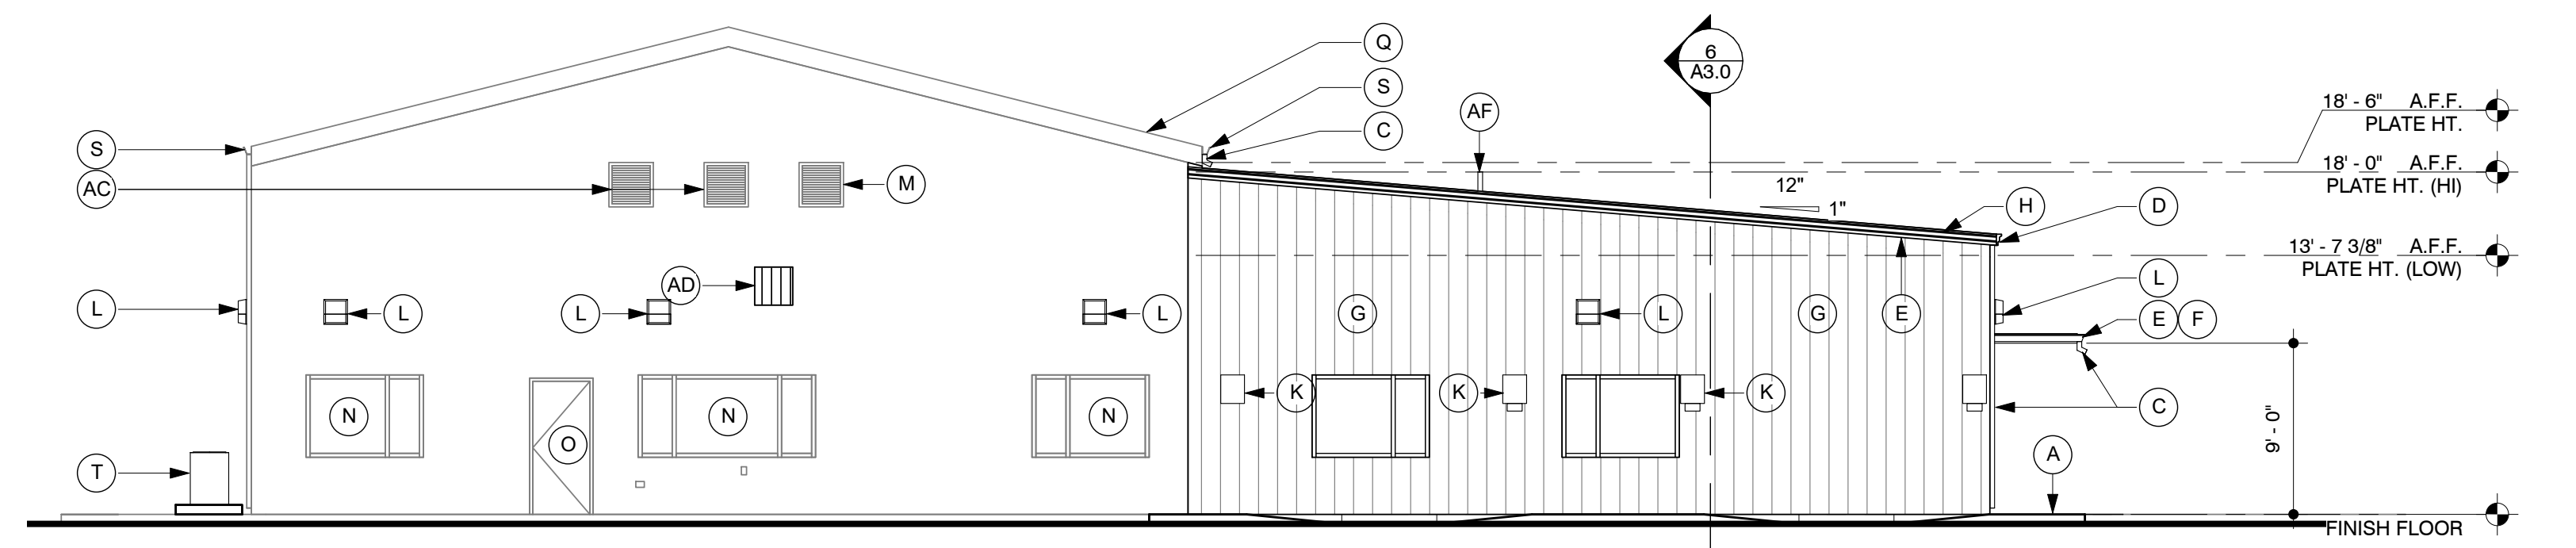 Q
6
A3.0
S
AF
18' - 6" A.F.F.
PLATE HT.
C
S
18' - 0" A.F.F.
PLATE HT. (HI)
AC
M
12"
1"
H
D
13' - 7 3/8" A.F.F.
PLATE HT. (LOW)
AD
L
L
L
L
L
G
L
G
E
E F
N
O
N
N
K
K
K
C
9' - 0"
T
A
FINISH FLOOR